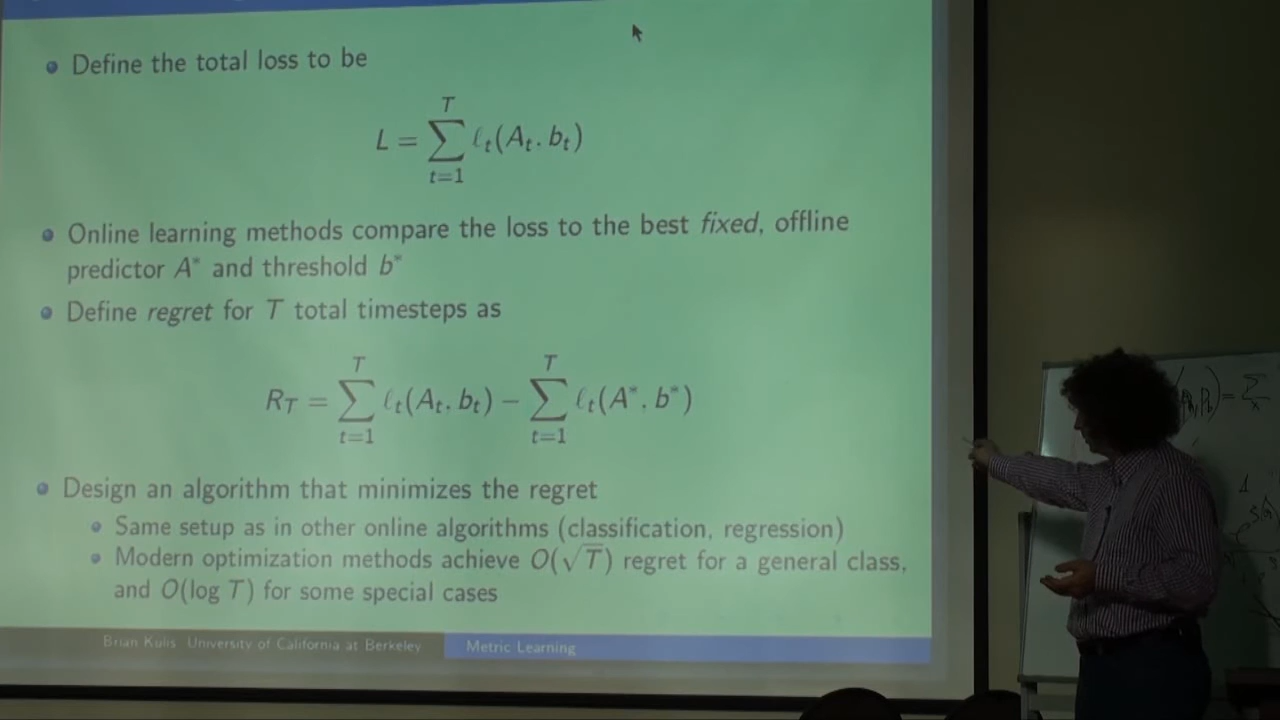 Define the total loss to be
L = \sum_{t=1}^{T} ℓ_t(A_t, b_t)
Online learning methods compare the loss to the best fixed, offline
predictor A* and threshold b*
Define regret for T total timesteps as
R_T = \sum_{t=1}^{T} ℓ_t(A_t, b_t) − \sum_{t=1}^{T} ℓ_t(A*, b*)
Design an algorithm that minimizes the regret
Same setup as in other online algorithms (classification, regression)
Modern optimization methods achieve O(√T) regret for a general class,
and O(log T) for some special cases
Brian Kulis University of California at Berkeley
Metric Learning